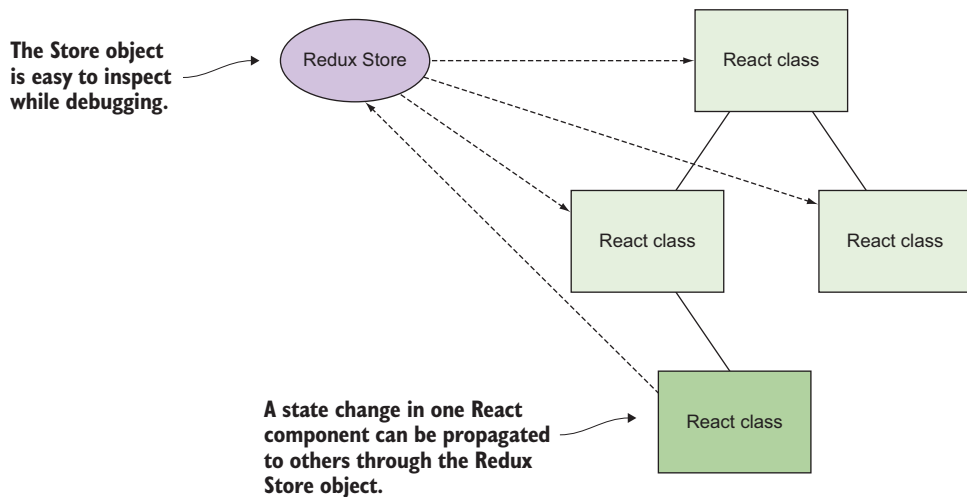 The Store object
is easy to inspect
while debugging.
Redux Store
React class
React class
React class
React class
A state change in one React
component can be propagated
to others through the Redux
Store object.